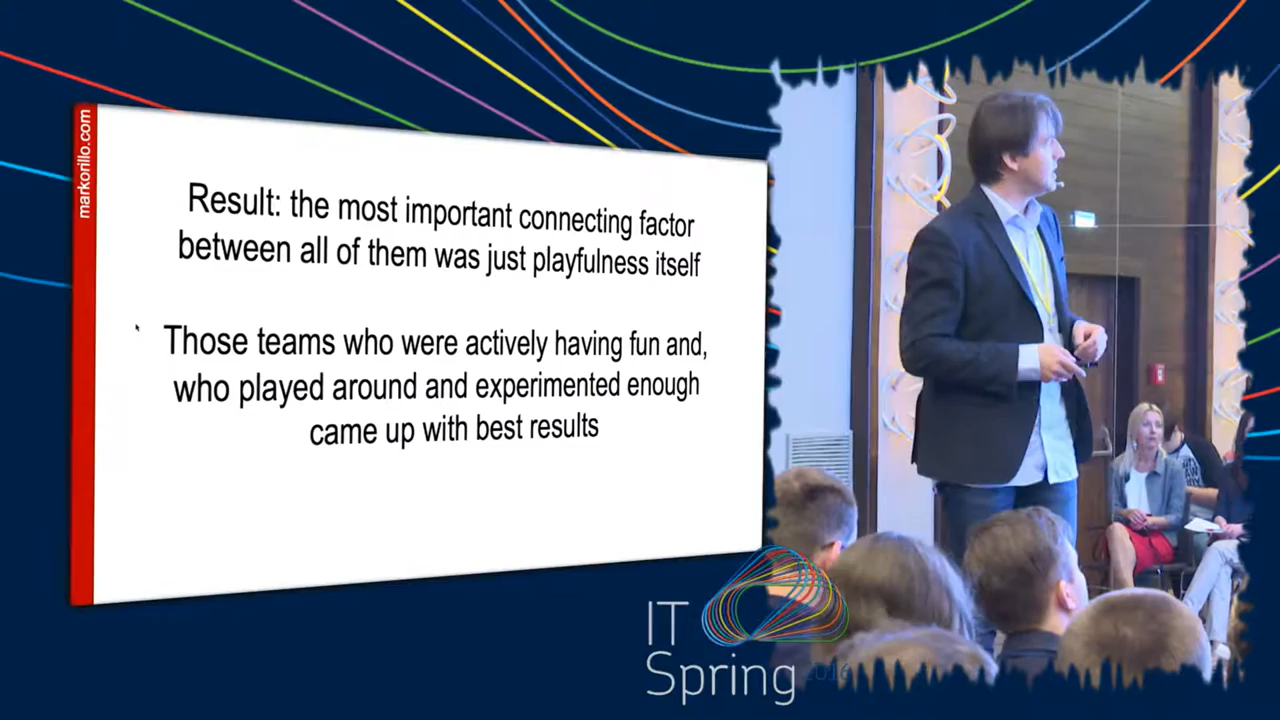 markorillo.com
Result: the most important connecting factor
between all of them was just playfulness itself
Those teams who were actively having fun and,
who played around and experimented enough
came up with best results
IT
Spring
2016